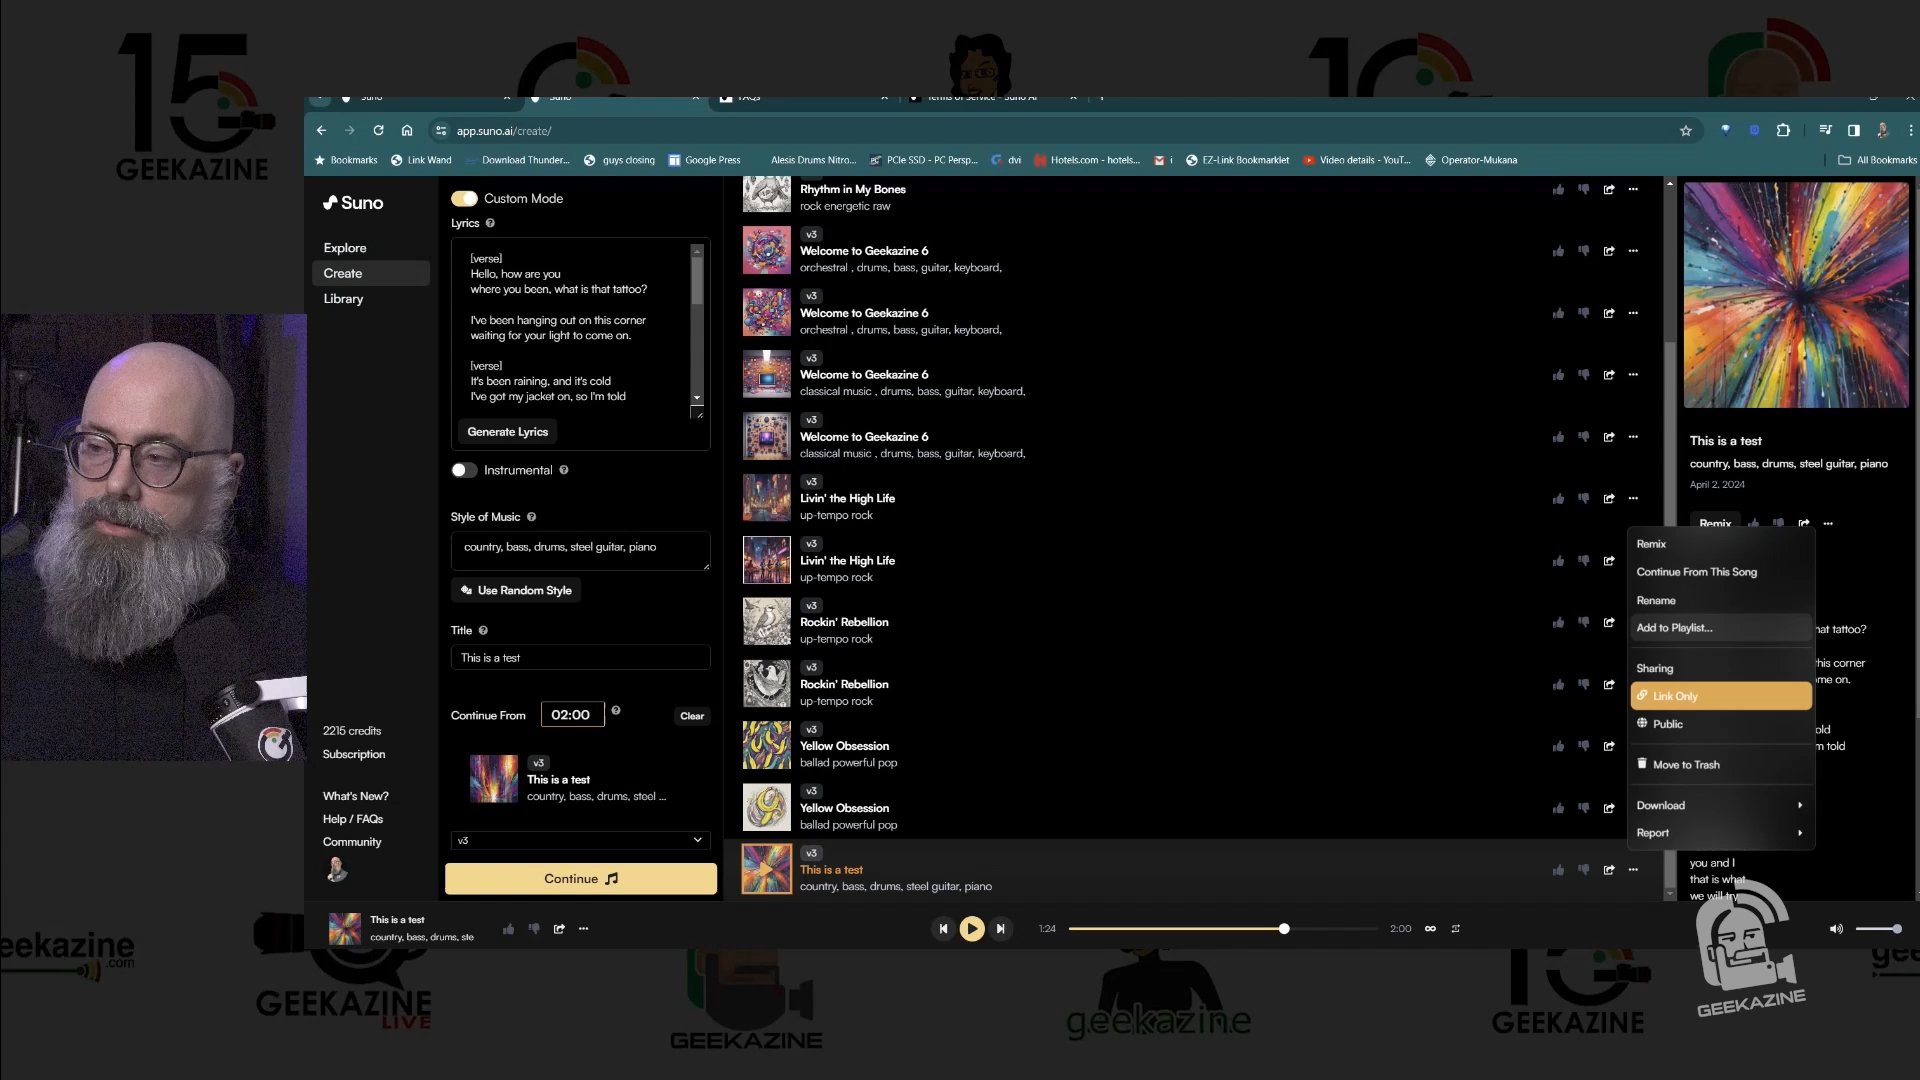 15
GEEKAZINE
Suno
Suno
FAQs
Terms of Service - Suno AI
app.suno.ai/create/
Bookmarks
Link Wand
Download Thunder...
guys closing
Google Press
Alesis Drums Nitro...
PCIe SSD - PC Persp...
dvi
Hotels.com - hotels...
i
EZ-Link Bookmarklet
Video details - YouT...
Operator-Mukana
All Bookmarks
Suno
Explore
Create
Library
2215 credits
Subscription
What's New?
Help / FAQs
Community
Custom Mode
Lyrics
[verse]
Hello, how are you
where you been, what is that tattoo?
I've been hanging out on this corner
waiting for your light to come on.
[verse]
It's been raining, and it's cold
I've got my jacket on, so I'm told
Generate Lyrics
Instrumental
Style of Music
country, bass, drums, steel guitar, piano
Use Random Style
Title
This is a test
Continue From
02:00
Clear
v3
This is a test
country, bass, drums, steel ...
v3
Continue
Rhythm in My Bones
rock energetic raw
v3
Welcome to Geekazine 6
orchestral , drums, bass, guitar, keyboard,
v3
Welcome to Geekazine 6
orchestral , drums, bass, guitar, keyboard,
v3
Welcome to Geekazine 6
classical music , drums, bass, guitar, keyboard,
v3
Welcome to Geekazine 6
classical music , drums, bass, guitar, keyboard,
v3
Livin' the High Life
up-tempo rock
v3
Livin' the High Life
up-tempo rock
v3
Rockin' Rebellion
up-tempo rock
v3
Rockin' Rebellion
up-tempo rock
v3
Yellow Obsession
ballad powerful pop
v3
Yellow Obsession
ballad powerful pop
v3
This is a test
country, bass, drums, steel guitar, piano
This is a test
country, bass, drums, steel guitar, piano
April 2, 2024
Remix
Remix
Continue From This Song
Rename
Add to Playlist...
Sharing
Link Only
Public
Move to Trash
Download
Report
hat tattoo?
his corner
me on.
old
m told
you and I
that is what
we will try
This is a test
country, bass, drums, ste
1:24
2:00
GEEKAZINE
eekazine
.com
GEEKAZINE
LIVE
GEEKAZINE
geekazine
GEEKAZINE